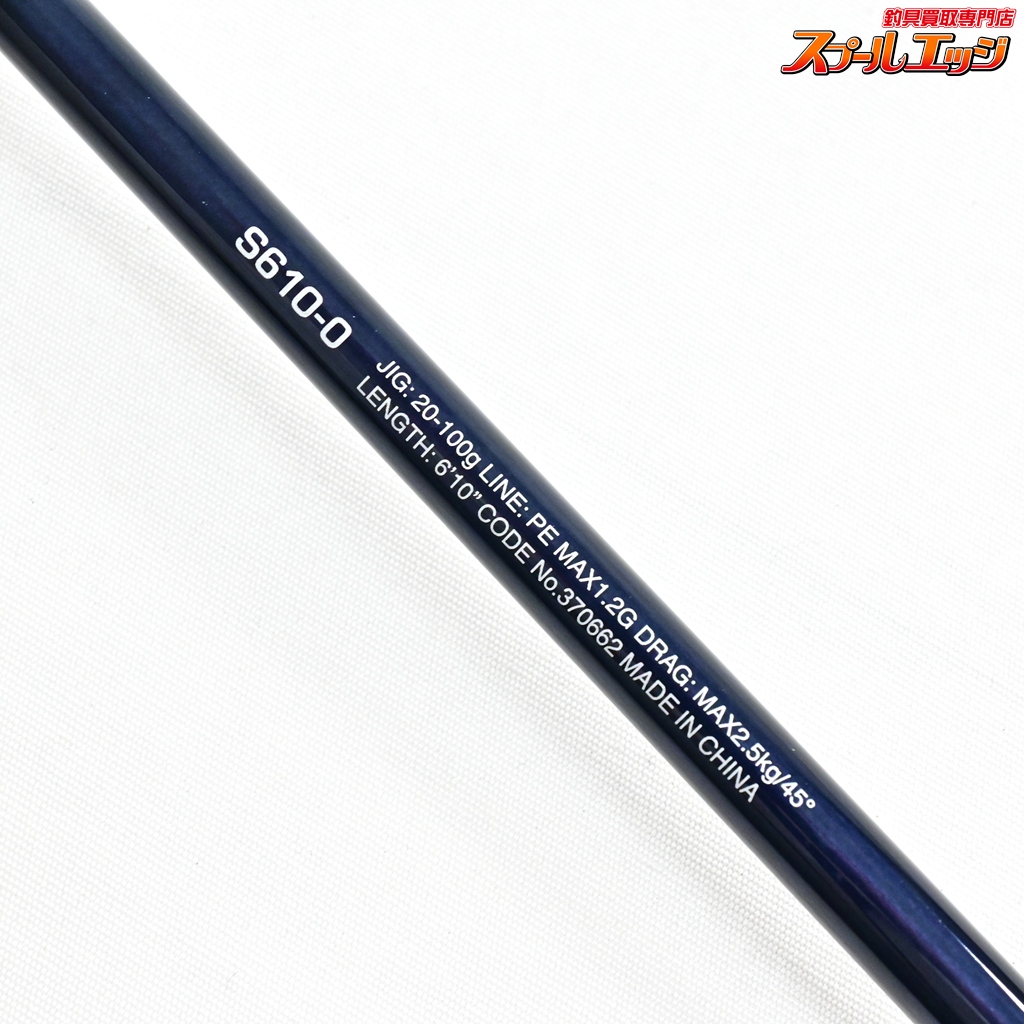 釣具買取専門店
スプールエッジ
S610-0
JIG: 20-100g LINE: PE MAX1.2G DRAG: MAX2.5kg/45°
LENGTH: 6'10” CODE No.370662 MADE IN CHINA